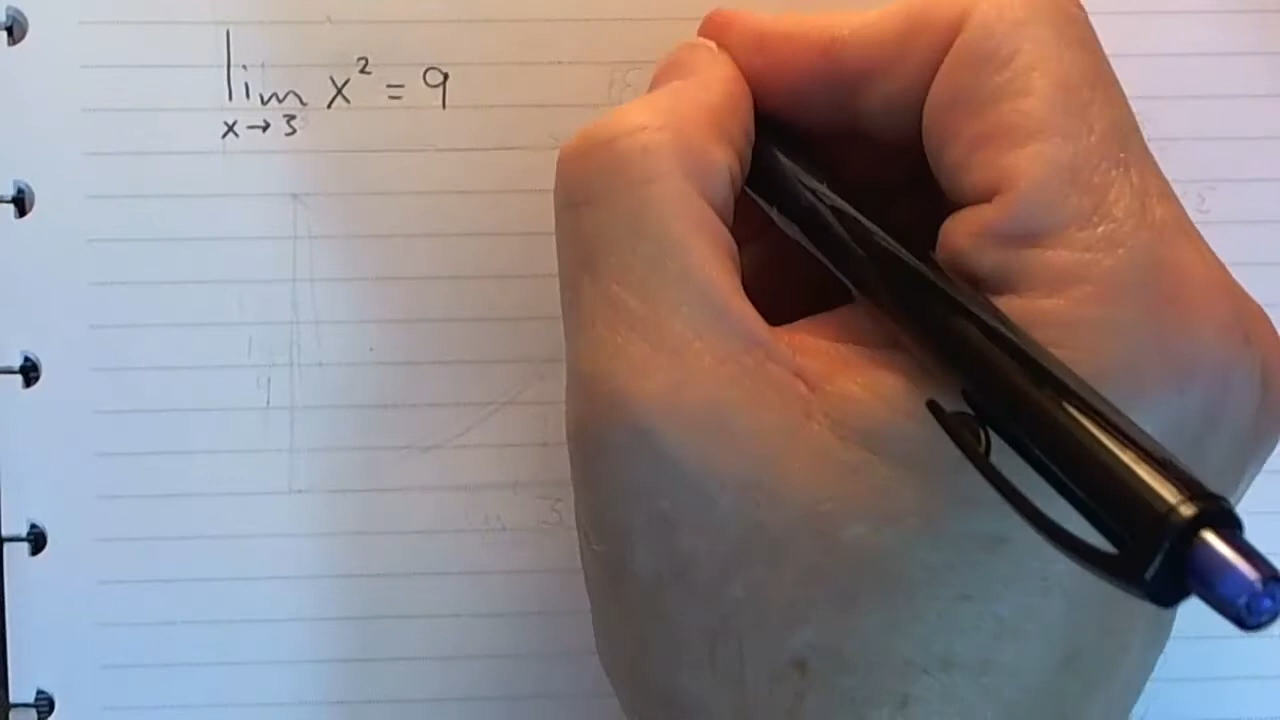 lim x² = 9
x → 3